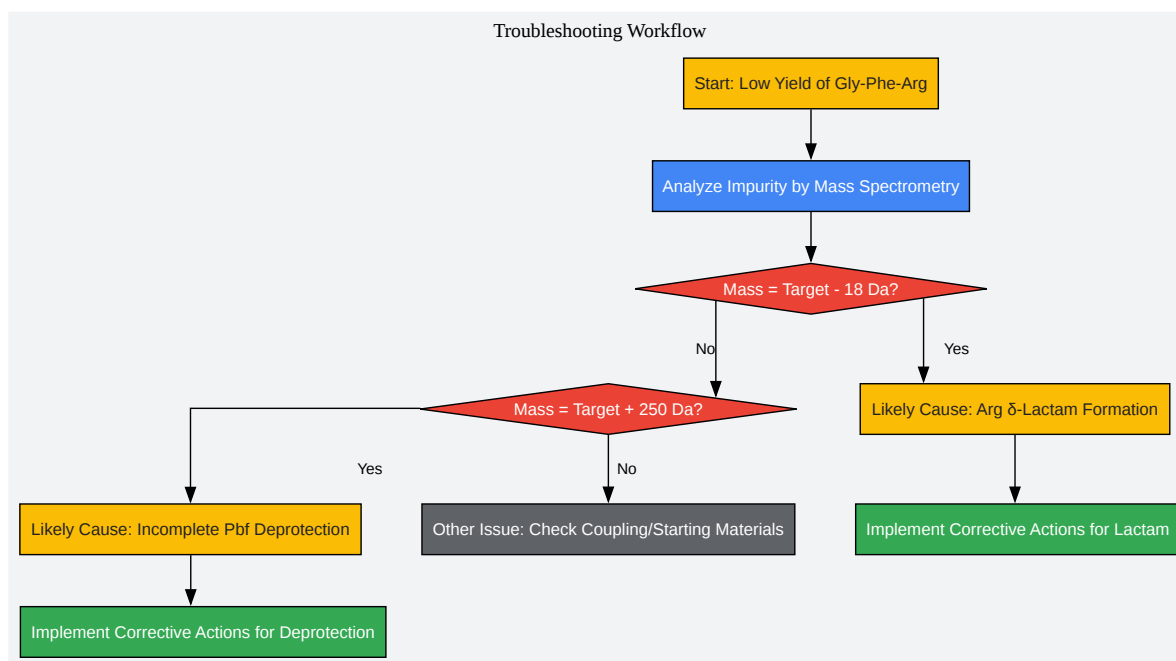 Troubleshooting Workflow
Start: Low Yield of Gly-Phe-Arg
Analyze Impurity by Mass Spectrometry
Mass = Target - 18 Da?
No
Yes
Mass = Target + 250 Da?
Likely Cause: Arg δ-Lactam Formation
Yes
No
Likely Cause: Incomplete Pbf Deprotection
Other Issue: Check Coupling/Starting Materials
Implement Corrective Actions for Lactam
Implement Corrective Actions for Deprotection